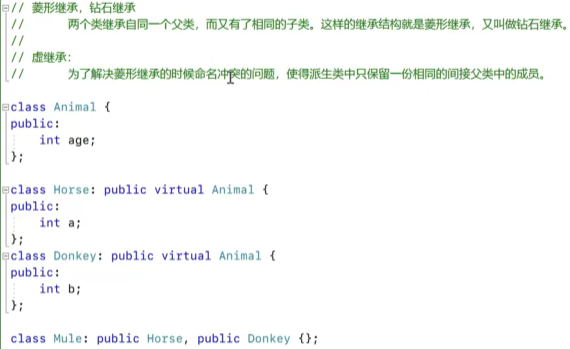 // 菱形继承，钻石继承
//      两个类继承自同一个父类，而又有了相同的子类。这样的继承结构就是菱形继承，又叫做钻石继承。
//
// 虚继承：
//      为了解决菱形继承的时候命名冲突的问题，使得派生类中只保留一份相同的间接父类中的成员。
class Animal {
public:
    int age;
};
class Horse: public virtual Animal {
public:
    int a;
};
class Donkey: public virtual Animal {
public:
    int b;
};
class Mule: public Horse, public Donkey {};